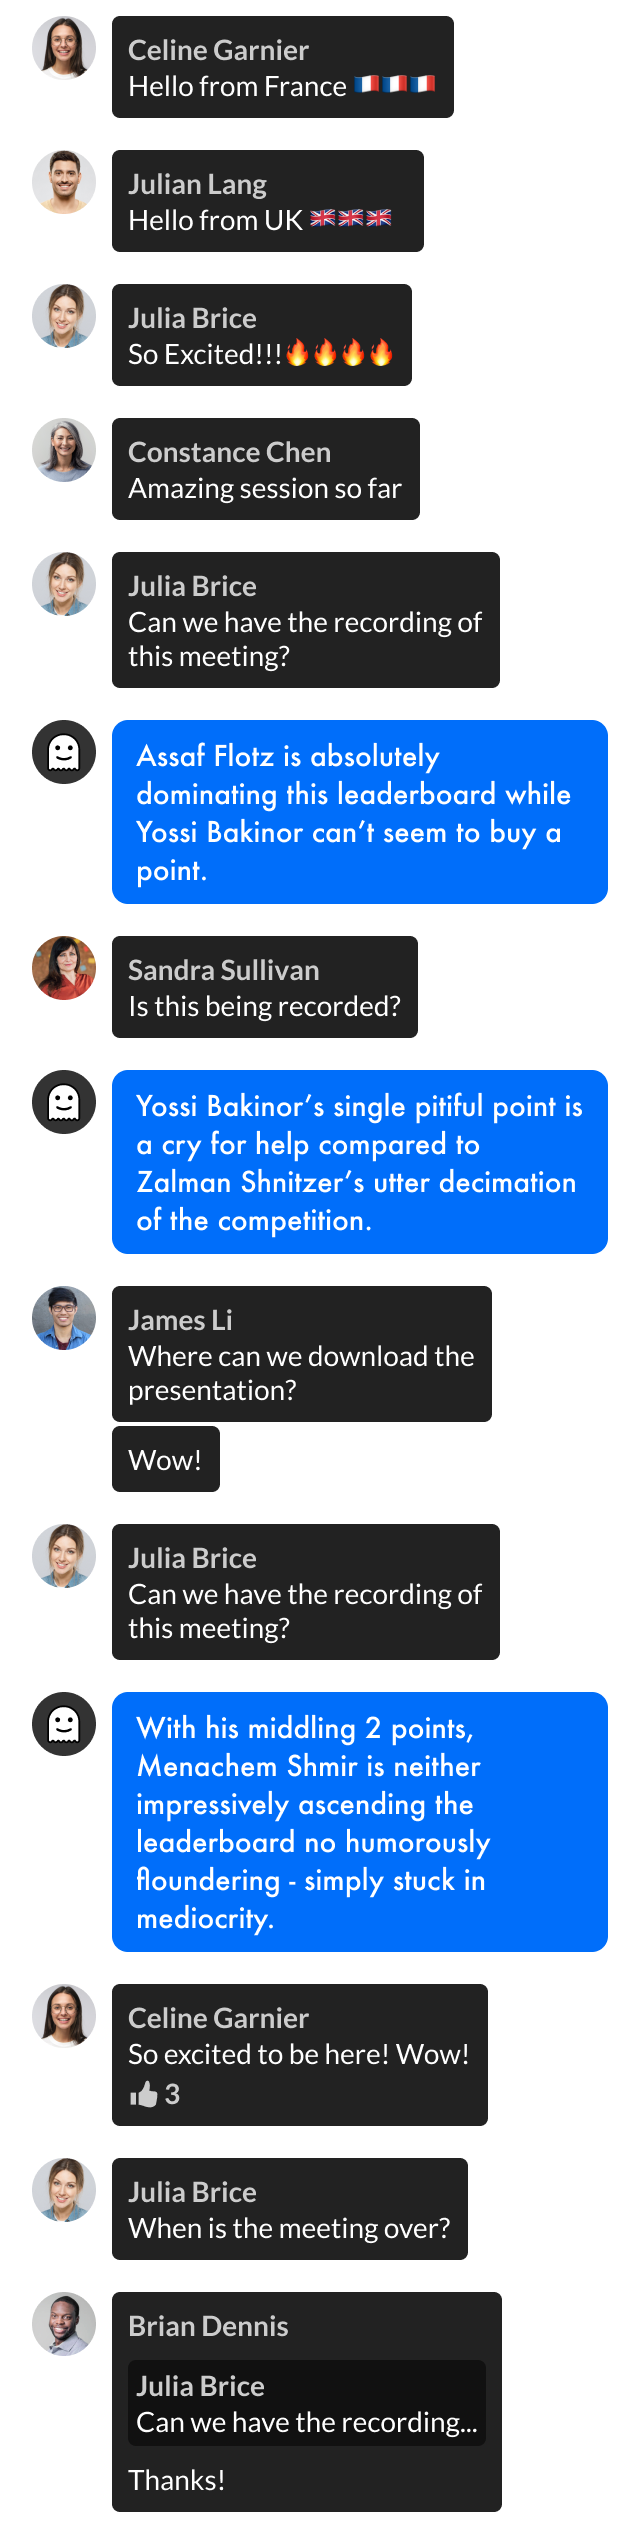 Celine Garnier
Hello from France 🇫🇷🇫🇷🇫🇷
Julian Lang
Hello from UK 🇬🇧🇬🇧🇬🇧
Julia Brice
So Excited!!!🔥🔥🔥🔥
Constance Chen
Amazing session so far
Julia Brice
Can we have the recording of
this meeting?
Assaf Flotz is absolutely
dominating this leaderboard while
Yossi Bakinor can’t seem to buy a
point.
Sandra Sullivan
Is this being recorded?
Yossi Bakinor’s single pitiful point is
a cry for help compared to
Zalman Shnitzer’s utter decimation
of the competition.
James Li
Where can we download the
presentation?
Wow!
Julia Brice
Can we have the recording of
this meeting?
With his middling 2 points,
Menachem Shmir is neither
impressively ascending the
leaderboard no humorously
floundering - simply stuck in
mediocrity.
Celine Garnier
So excited to be here! Wow!
3
Julia Brice
When is the meeting over?
Brian Dennis
Julia Brice
Can we have the recording...
Thanks!